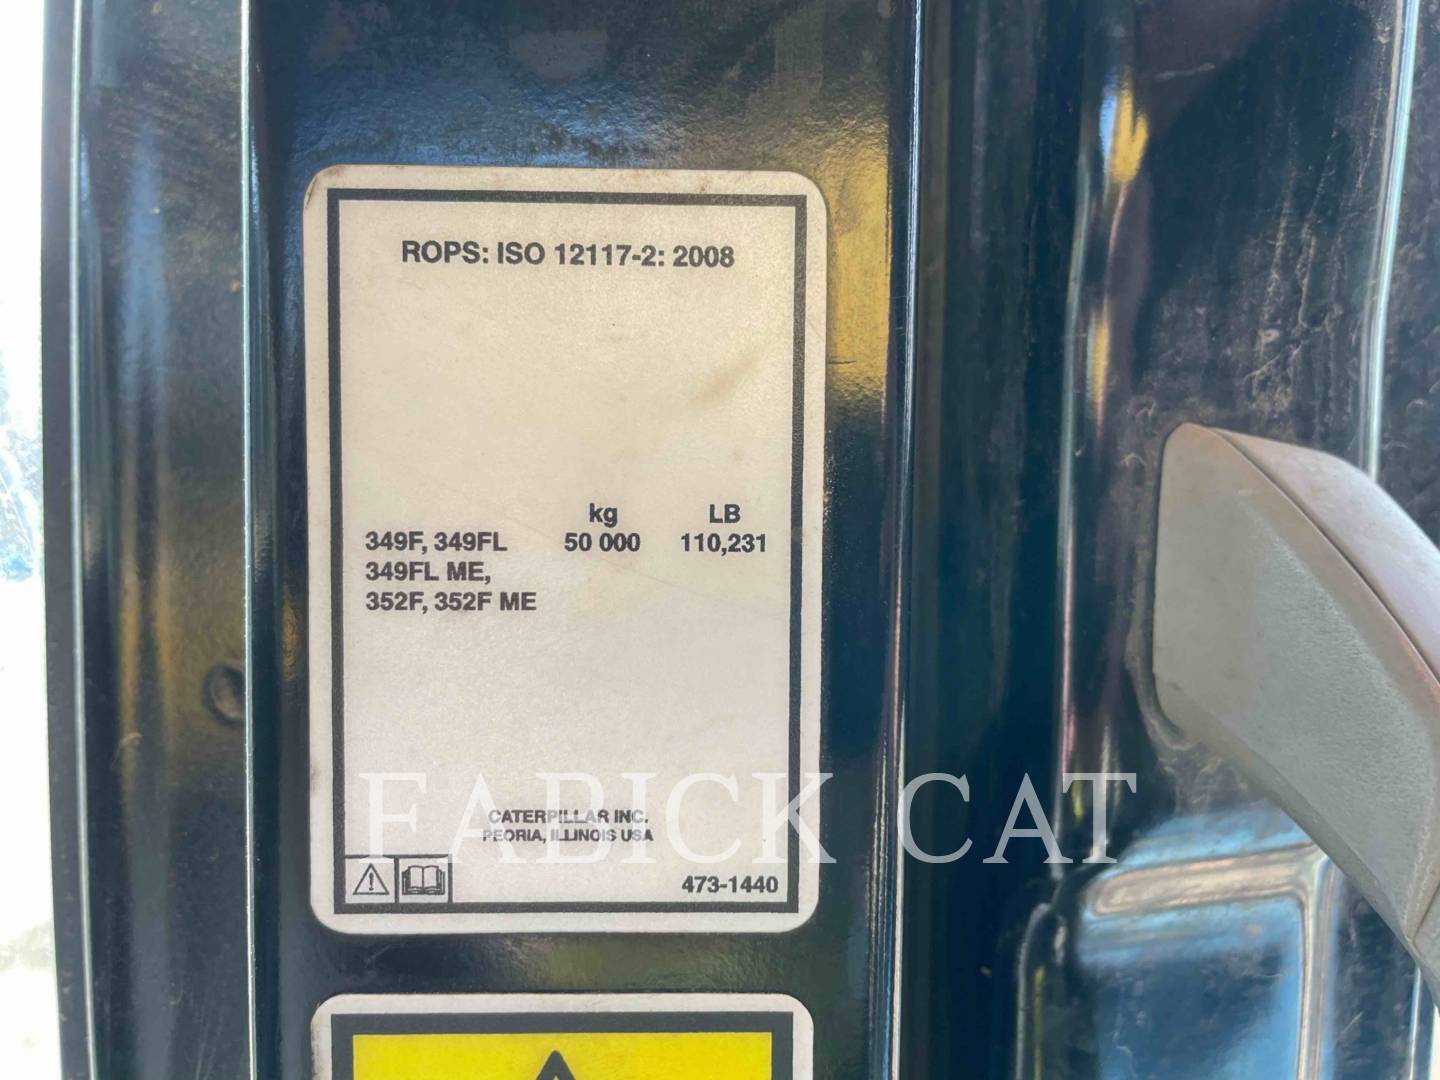 ROPS: ISO 12117-2: 2008
kg LB
349F, 349FL 50 000 110,231
349FL ME,
352F, 352F ME
CATERPILLAR INC.
PEORIA, ILLINOIS USA
FABICK CAT
473-1440